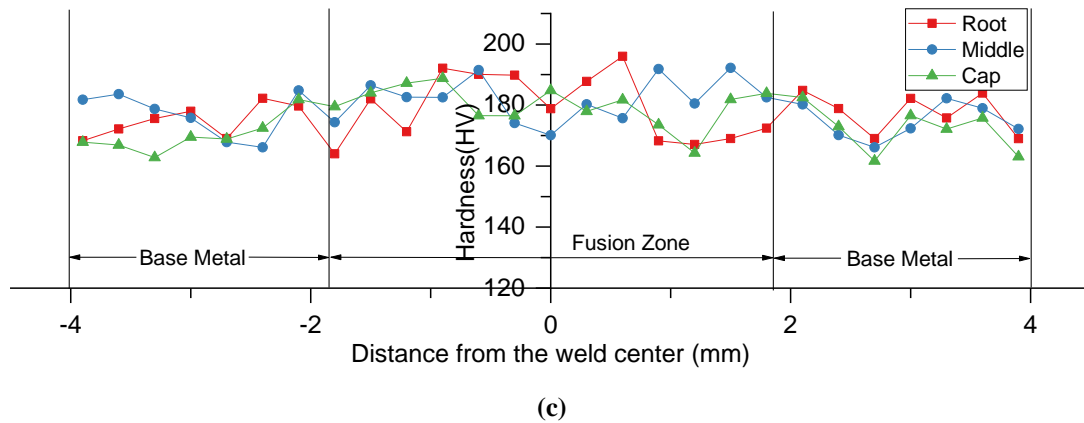 Root
Middle
Cap
200
180
160
140
120
Hardness(HV)
Base Metal
Fusion Zone
Base Metal
-4
-2
0
2
4
Distance from the weld center (mm)
(c)